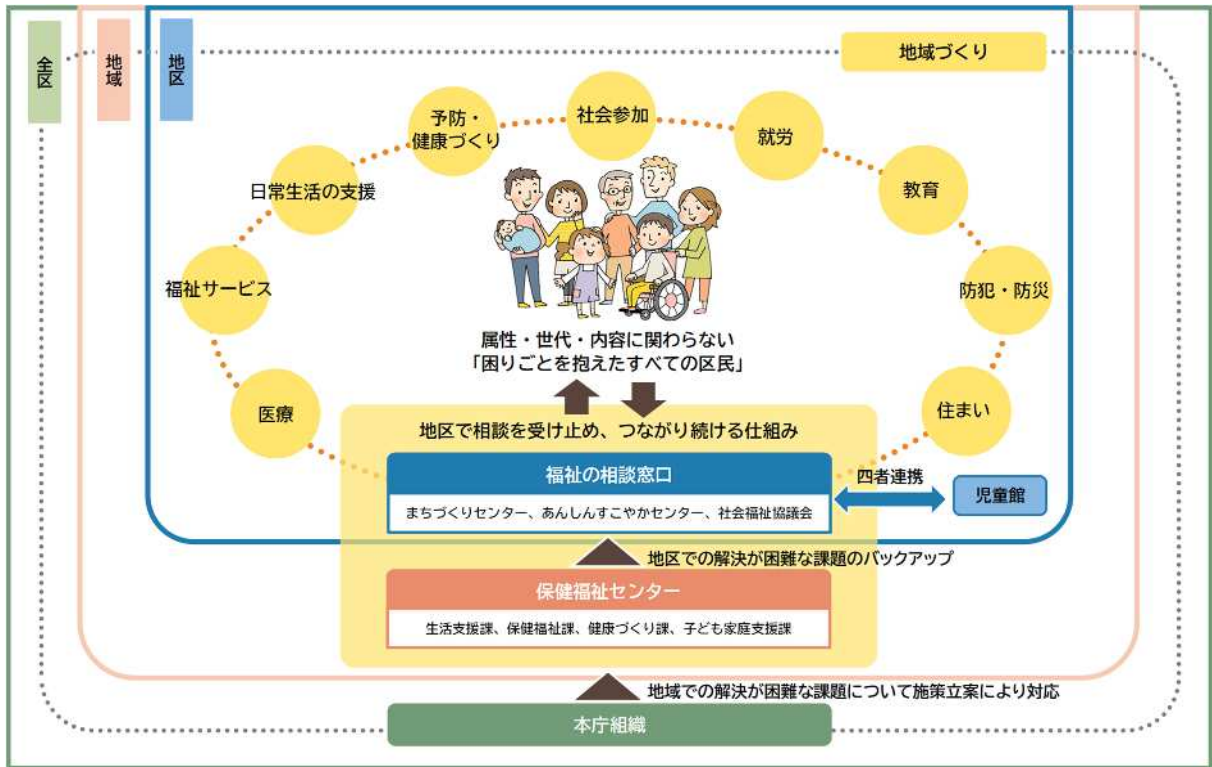 全区
地域
地区
地域づくり
社会参加
予防・
健康づくり
就労
日常生活の支援
教育
福祉サービス
防犯・防災
医療
住まい
属性・世代・内容に関わらない
「困りごとを抱えたすべての区民」
地区で相談を受け止め、つながり続ける仕組み
福祉の相談窓口
まちづくりセンター、あんしんすこやかセンター、社会福祉協議会
四者連携
児童館
地区での解決が困難な課題のバックアップ
保健福祉センター
生活支援課、保健福祉課、健康づくり課、子ども家庭支援課
地域での解決が困難な課題について施策立案により対応
本庁組織